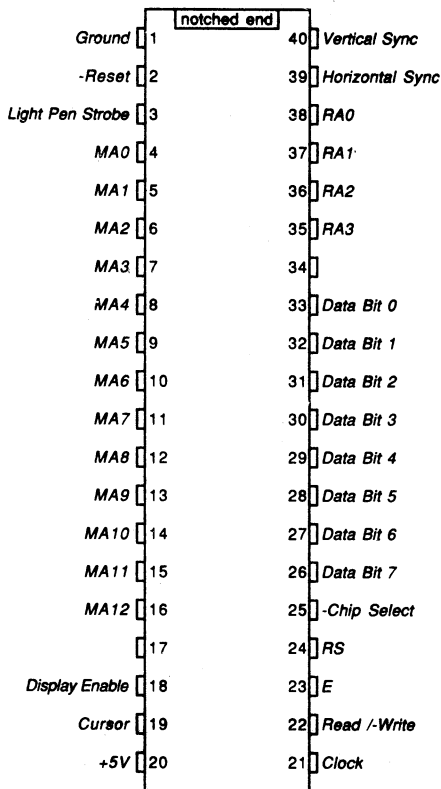 notched end
Ground 1 40 Vertical Sync
-Reset 2 39 Horizontal Sync
Light Pen Strobe 3 38 RA0
MA0 4 37 RA1
MA1 5 36 RA2
MA2 6 35 RA3
MA3 7 34
MA4 8 33 Data Bit 0
MA5 9 32 Data Bit 1
MA6 10 31 Data Bit 2
MA7 11 30 Data Bit 3
MA8 12 29 Data Bit 4
MA9 13 28 Data Bit 5
MA10 14 27 Data Bit 6
MA11 15 26 Data Bit 7
MA12 16 25 -Chip Select
17 24 RS
Display Enable 18 23 E
Cursor 19 22 Read /-Write
+5V 20 21 Clock